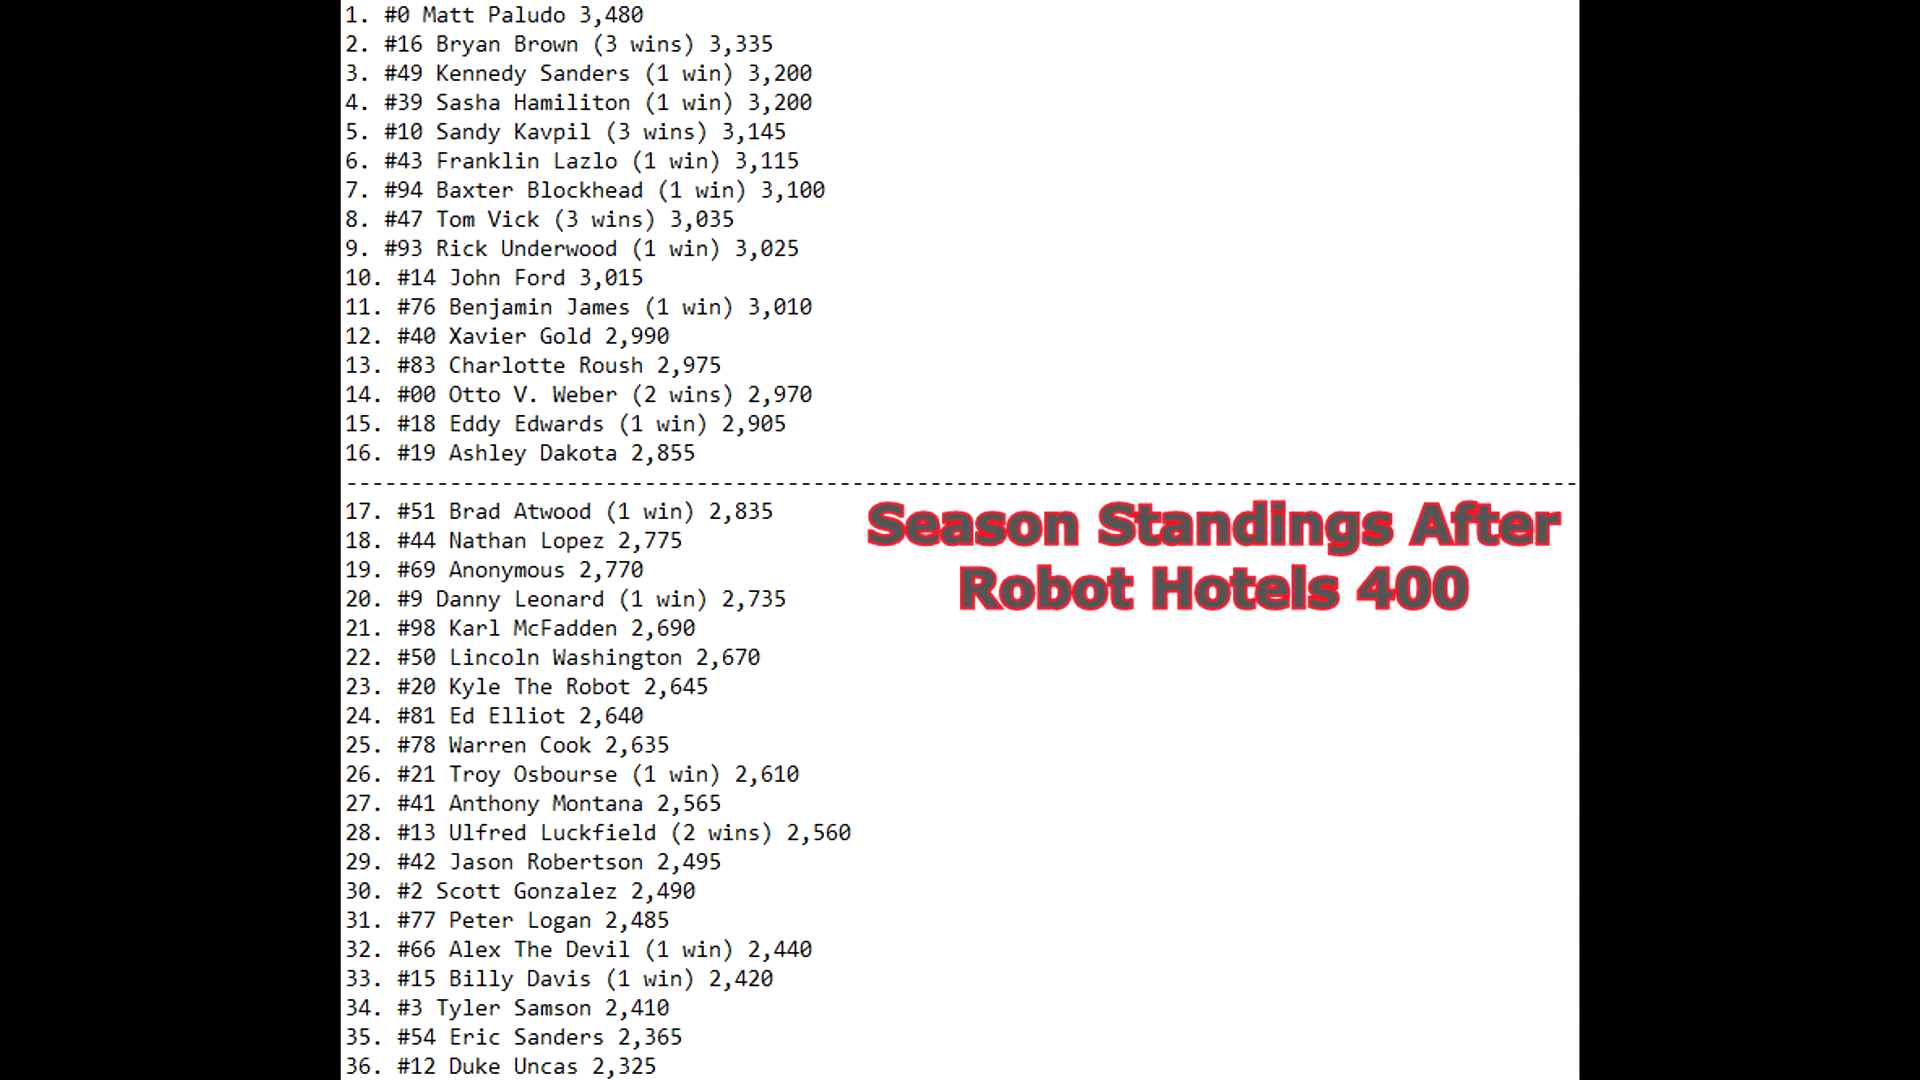 1. #0 Matt Paludo 3,480
2. #16 Bryan Brown (3 wins) 3,335
3. #49 Kennedy Sanders (1 win) 3,200
4. #39 Sasha Hamiliton (1 win) 3,200
5. #10 Sandy Kavpil (3 wins) 3,145
6. #43 Franklin Lazlo (1 win) 3,115
7. #94 Baxter Blockhead (1 win) 3,100
8. #47 Tom Vick (3 wins) 3,035
9. #93 Rick Underwood (1 win) 3,025
10. #14 John Ford 3,015
11. #76 Benjamin James (1 win) 3,010
12. #40 Xavier Gold 2,990
13. #83 Charlotte Roush 2,975
14. #00 Otto V. Weber (2 wins) 2,970
15. #18 Eddy Edwards (1 win) 2,905
16. #19 Ashley Dakota 2,855
-----------------------------------------------------------------------------------------------
17. #51 Brad Atwood (1 win) 2,835
18. #44 Nathan Lopez 2,775
19. #69 Anonymous 2,770
20. #9 Danny Leonard (1 win) 2,735
21. #98 Karl McFadden 2,690
22. #50 Lincoln Washington 2,670
23. #20 Kyle The Robot 2,645
24. #81 Ed Elliot 2,640
25. #78 Warren Cook 2,635
26. #21 Troy Osbourse (1 win) 2,610
27. #41 Anthony Montana 2,565
28. #13 Ulfred Luckfield (2 wins) 2,560
29. #42 Jason Robertson 2,495
30. #2 Scott Gonzalez 2,490
31. #77 Peter Logan 2,485
32. #66 Alex The Devil (1 win) 2,440
33. #15 Billy Davis (1 win) 2,420
34. #3 Tyler Samson 2,410
35. #54 Eric Sanders 2,365
36. #12 Duke Uncas 2,325
Season Standings After
Robot Hotels 400